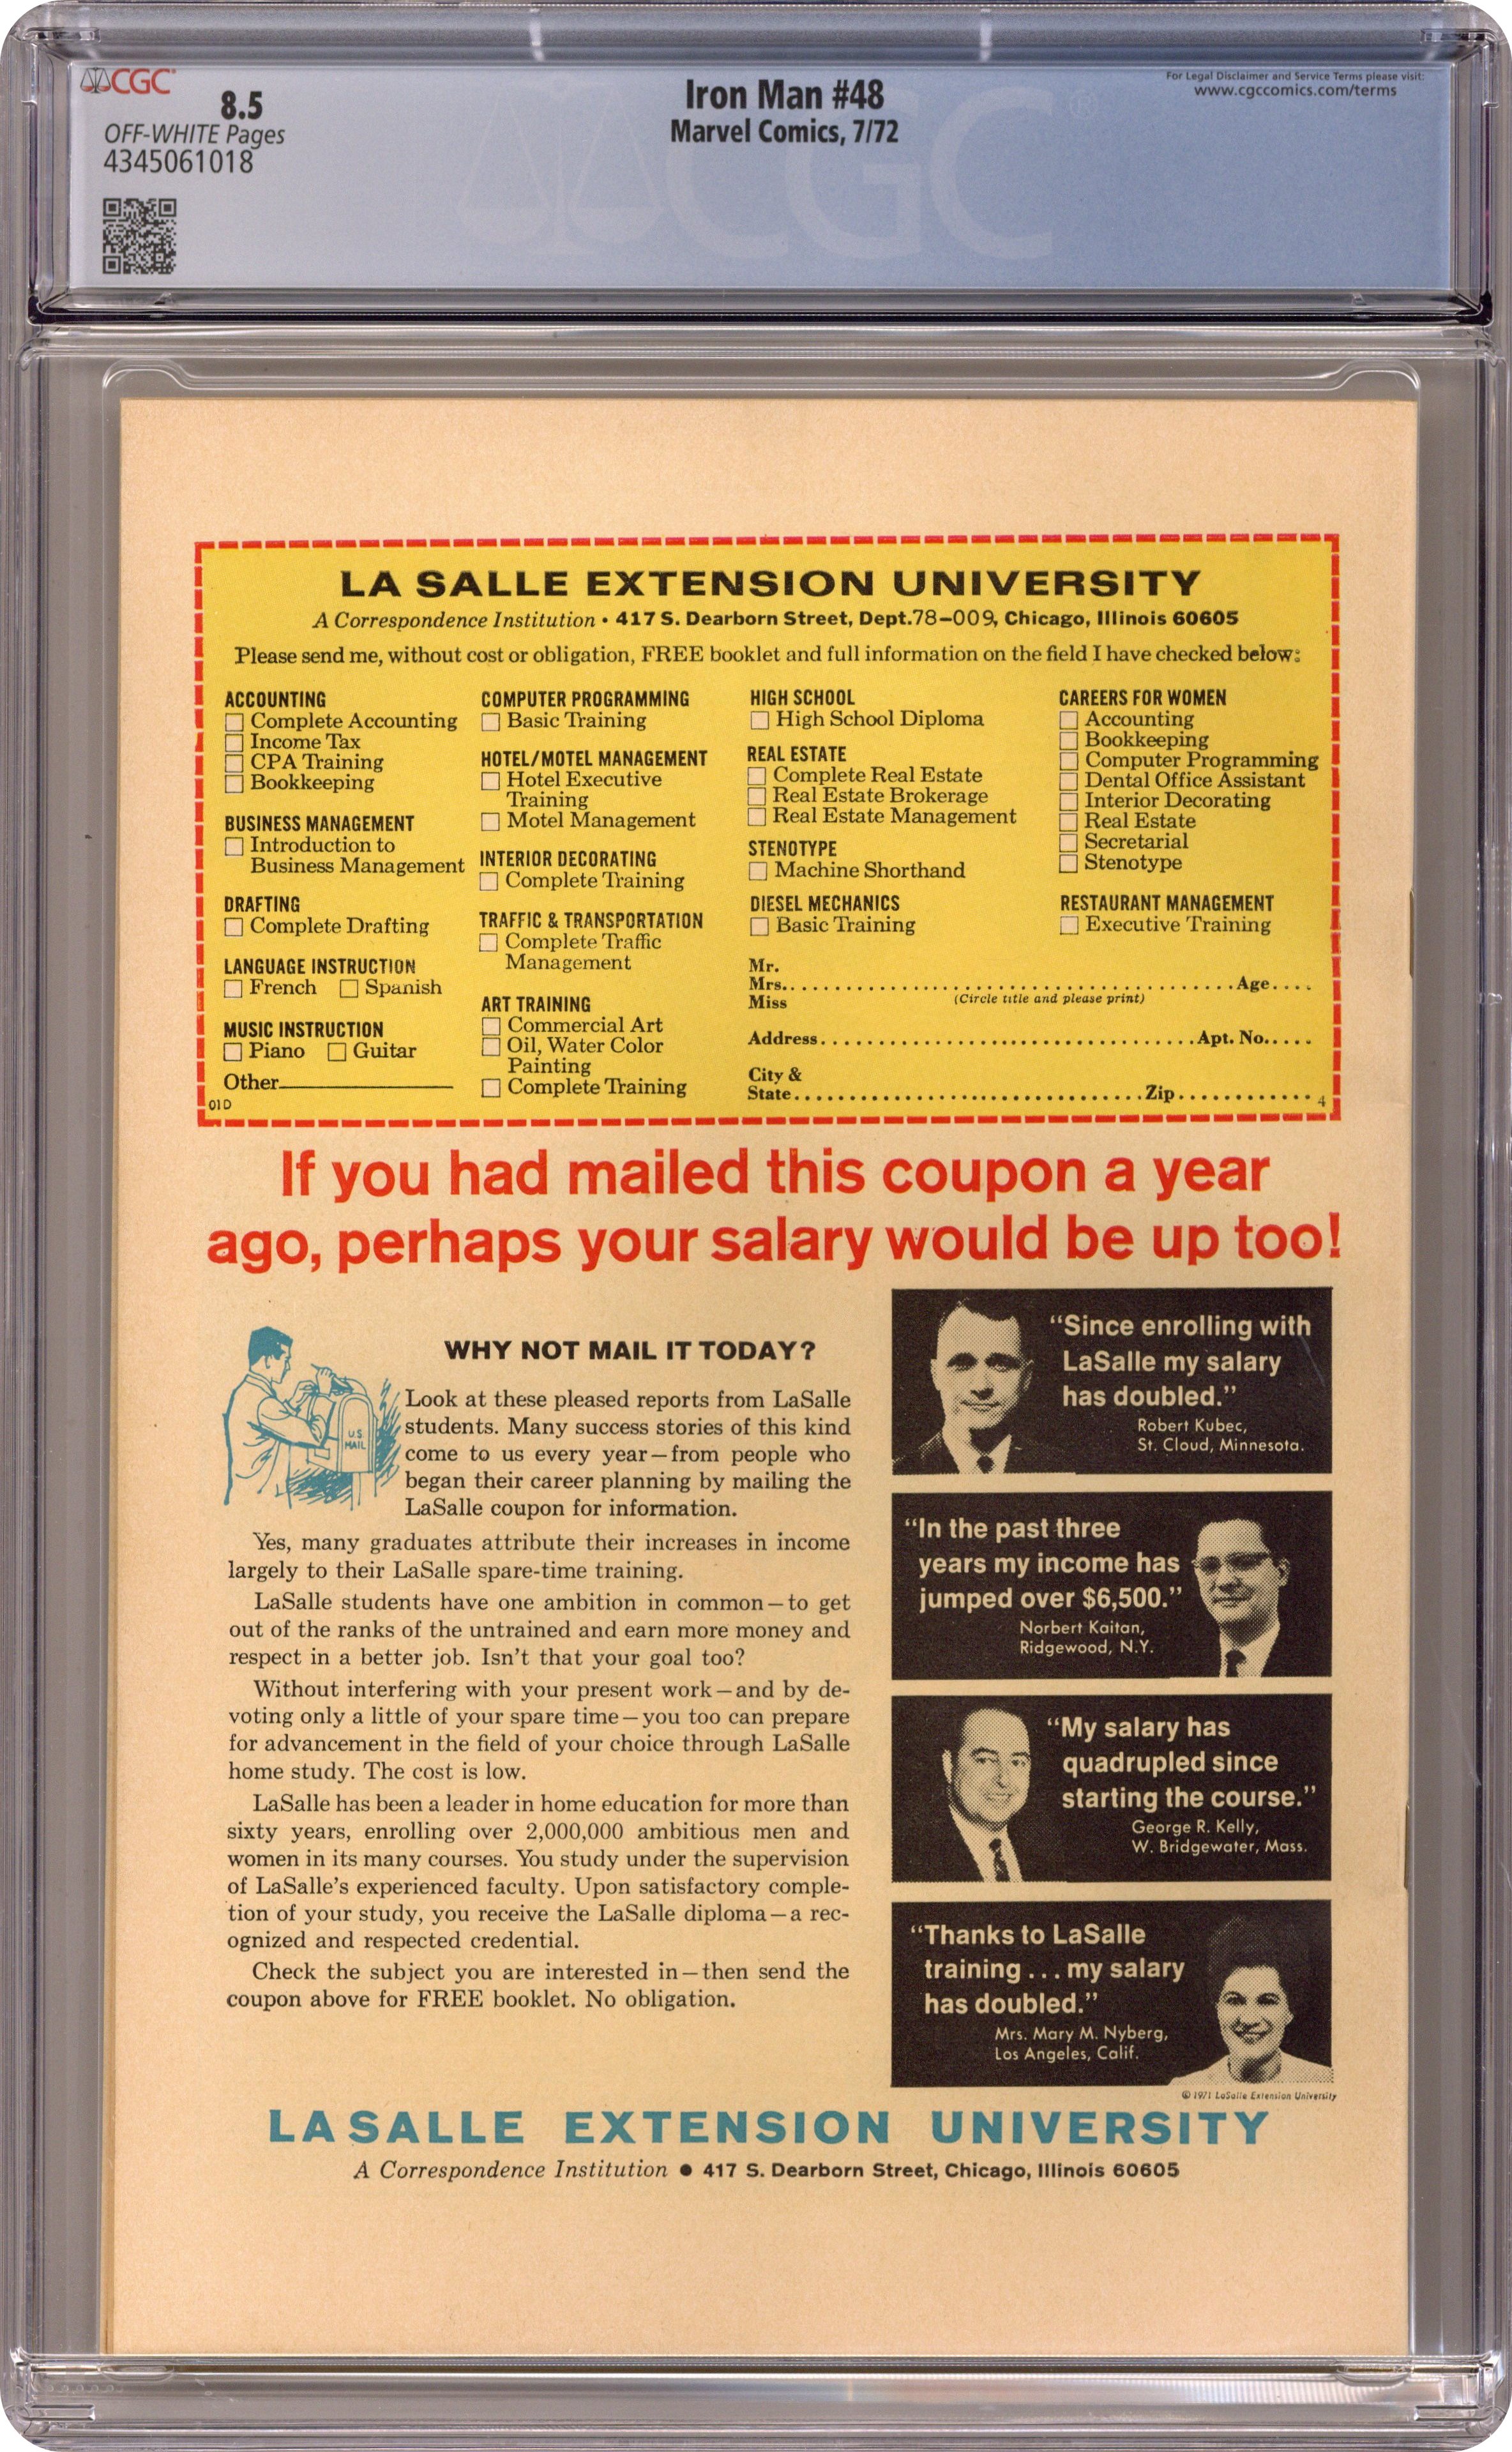 CGC
8.5
OFF-WHITE Pages
4345061018
Iron Man #48
Marvel Comics, 7/72
For Legal Disclaimer and Service Terms please visit:
www.cgccomics.com/terms
CGC
LA SALLE EXTENSION UNIVERSITY
A Correspondence Institution • 417 S. Dearborn Street, Dept.78-009, Chicago, Illinois 60605
Please send me, without cost or obligation, FREE booklet and full information on the field I have checked below:
ACCOUNTING
Complete Accounting
Income Tax
CPA Training
Bookkeeping
BUSINESS MANAGEMENT
Introduction to
Business Management
DRAFTING
Complete Drafting
LANGUAGE INSTRUCTION
French Spanish
MUSIC INSTRUCTION
Piano Guitar
Other
01D
COMPUTER PROGRAMMING
Basic Training
HOTEL/MOTEL MANAGEMENT
Hotel Executive
Training
Motel Management
INTERIOR DECORATING
Complete Training
TRAFFIC & TRANSPORTATION
Complete Traffic
Management
ART TRAINING
Commercial Art
Oil, Water Color
Painting
Complete Training
HIGH SCHOOL
High School Diploma
REAL ESTATE
Complete Real Estate
Real Estate Brokerage
Real Estate Management
STENOTYPE
Machine Shorthand
DIESEL MECHANICS
Basic Training
CAREERS FOR WOMEN
Accounting
Bookkeeping
Computer Programming
Dental Office Assistant
Interior Decorating
Real Estate
Secretarial
Stenotype
RESTAURANT MANAGEMENT
Executive Training
Mr.
Mrs. Age
Miss (Circle title and please print)
Address Apt. No.
City &
State Zip
4
If you had mailed this coupon a year
ago, perhaps your salary would be up too!
U.S.
MAIL
WHY NOT MAIL IT TODAY?
Look at these pleased reports from LaSalle
students. Many success stories of this kind
come to us every year—from people who
began their career planning by mailing the
LaSalle coupon for information.
Yes, many graduates attribute their increases in income
largely to their LaSalle spare-time training.
LaSalle students have one ambition in common—to get
out of the ranks of the untrained and earn more money and
respect in a better job. Isn't that your goal too?
Without interfering with your present work—and by de-
voting only a little of your spare time—you too can prepare
for advancement in the field of your choice through LaSalle
home study. The cost is low.
LaSalle has been a leader in home education for more than
sixty years, enrolling over 2,000,000 ambitious men and
women in its many courses. You study under the supervision
of LaSalle's experienced faculty. Upon satisfactory comple-
tion of your study, you receive the LaSalle diploma—a rec-
ognized and respected credential.
Check the subject you are interested in—then send the
coupon above for FREE booklet. No obligation.
"Since enrolling with
LaSalle my salary
has doubled."
Robert Kubec,
St. Cloud, Minnesota.
"In the past three
years my income has
jumped over $6,500."
Norbert Kaitan,
Ridgewood, N.Y.
"My salary has
quadrupled since
starting the course."
George R. Kelly,
W. Bridgewater, Mass.
"Thanks to LaSalle
training . . . my salary
has doubled."
Mrs. Mary M. Nyberg,
Los Angeles, Calif.
© 1971 LaSalle Extension University
LASALLE EXTENSION UNIVERSITY
A Correspondence Institution ● 417 S. Dearborn Street, Chicago, Illinois 60605